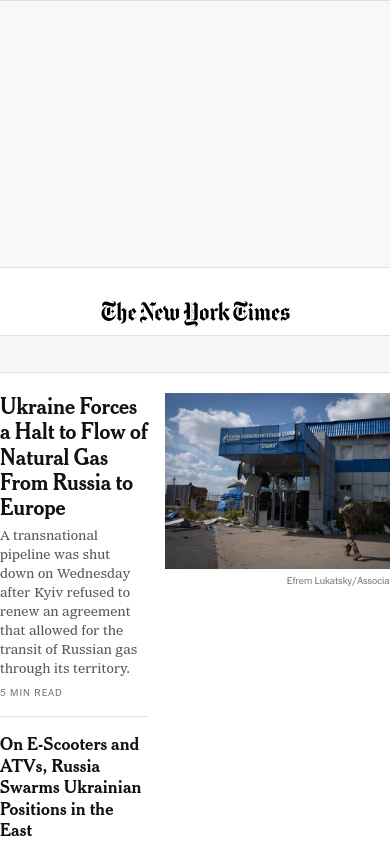 The New York Times
Ukraine Forces
a Halt to Flow of
Natural Gas
From Russia to
Europe
A transnational
pipeline was shut
down on Wednesday
after Kyiv refused to
renew an agreement
that allowed for the
transit of Russian gas
through its territory.
5 MIN READ
Efrem Lukatsky/Associa
On E-Scooters and
ATVs, Russia
Swarms Ukrainian
Positions in the
East